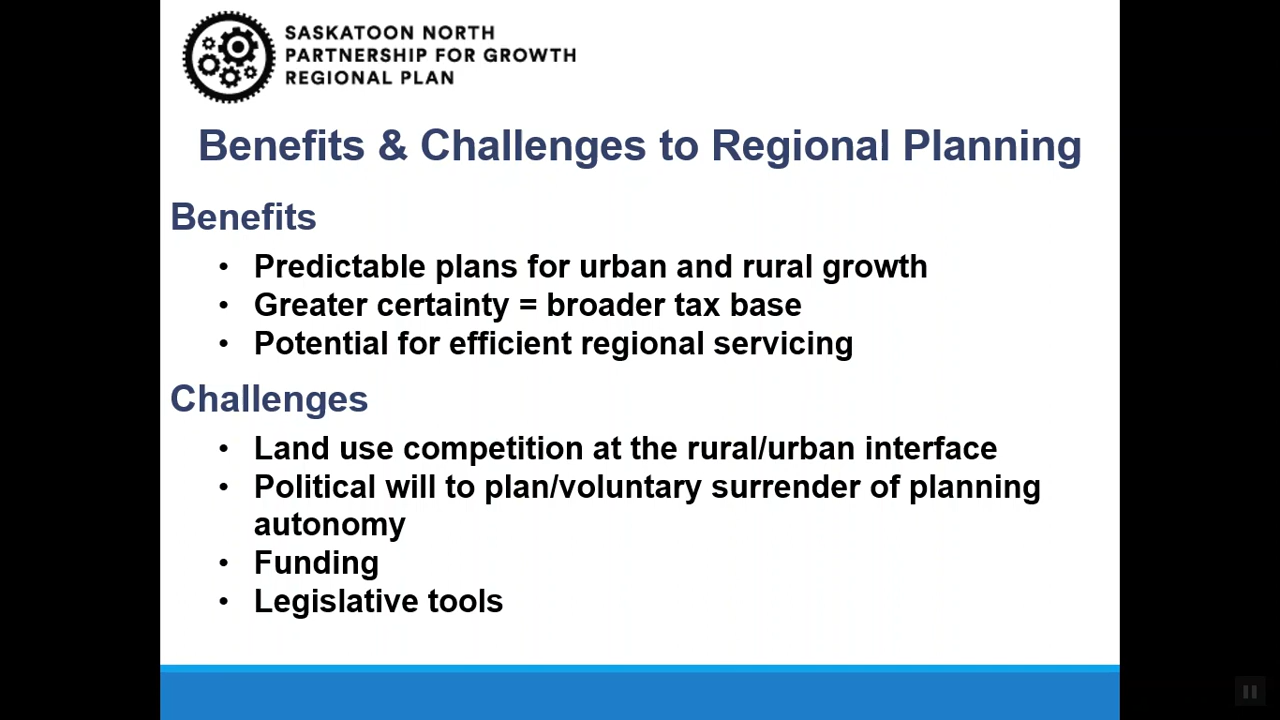 SASKATOON NORTH
PARTNERSHIP FOR GROWTH
REGIONAL PLAN
Benefits & Challenges to Regional Planning
Benefits
• Predictable plans for urban and rural growth
• Greater certainty = broader tax base
• Potential for efficient regional servicing
Challenges
• Land use competition at the rural/urban interface
• Political will to plan/voluntary surrender of planning
autonomy
• Funding
• Legislative tools